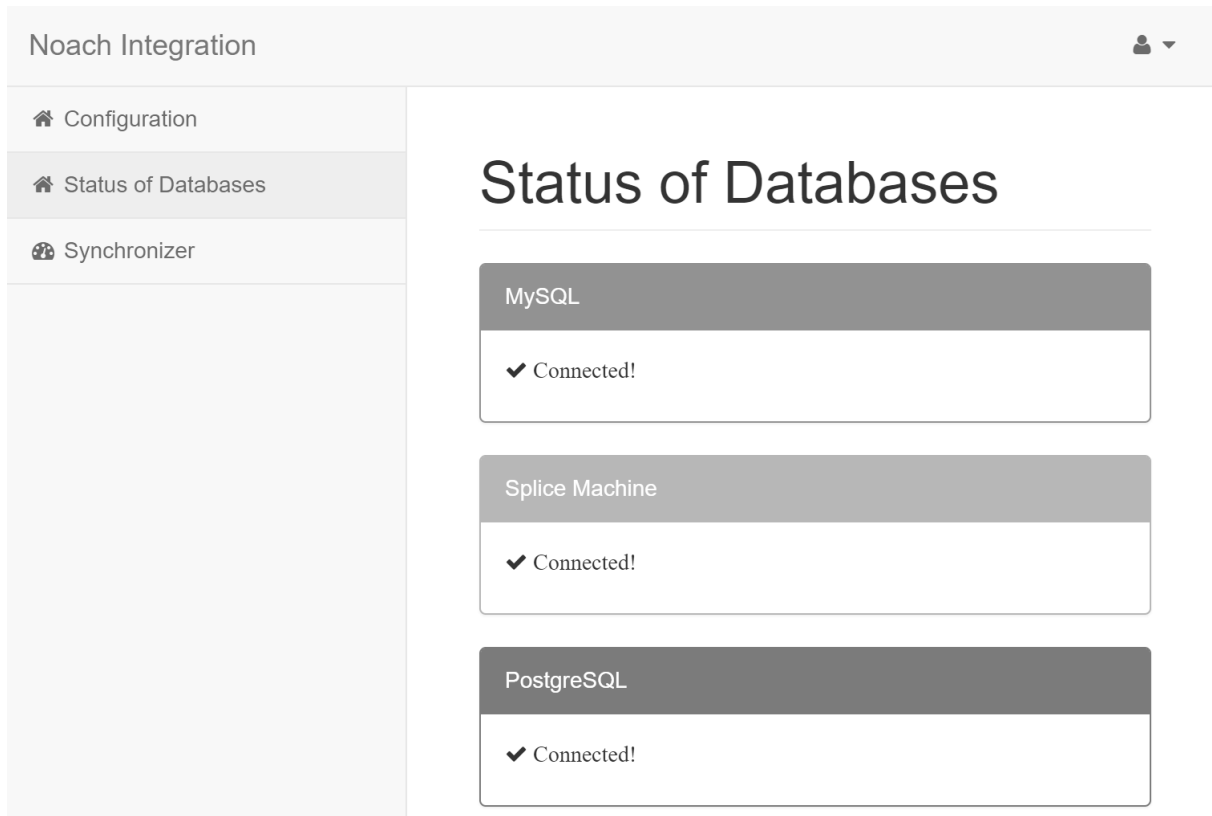 Noach Integration
Configuration
Status of Databases
Synchronizer
Status of Databases
MySQL
Connected!
Splice Machine
Connected!
PostgreSQL
Connected!